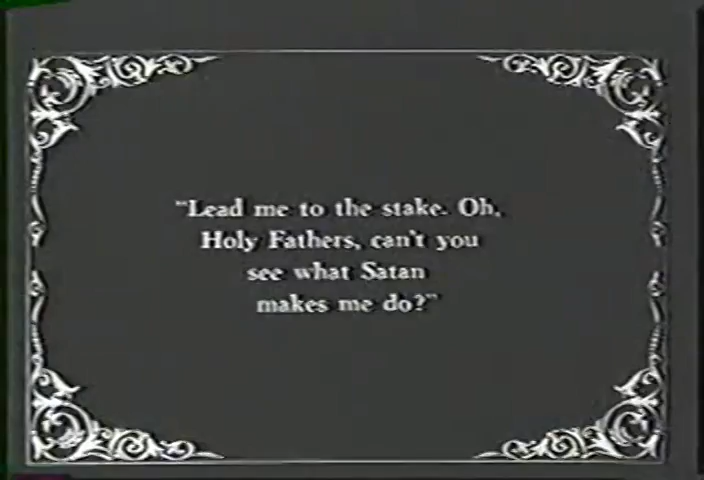 "Lead me to the stake. Oh,
Holy Fathers, can't you
see what Satan
makes me do?"